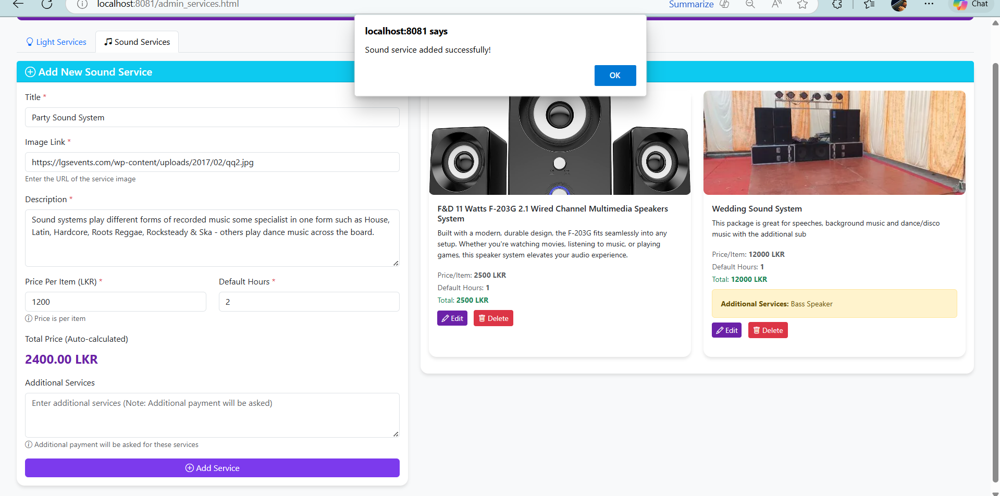 localhost:8081/admin_services.html
Summarize
Chat
localhost:8081 says
Sound service added successfully!
OK
Light Services
Sound Services
Add New Sound Service
Title *
Party Sound System
Image Link *
https://lgsevents.com/wp-content/uploads/2017/02/qq2.jpg
Enter the URL of the service image
Description *
Sound systems play different forms of recorded music some specialist in one form such as House,
Latin, Hardcore, Roots Reggae, Rocksteady & Ska - others play dance music across the board.
Price Per Item (LKR) *
Default Hours *
1200
2
Price is per item
Total Price (Auto-calculated)
2400.00 LKR
Additional Services
Enter additional services (Note: Additional payment will be asked)
Additional payment will be asked for these services
Add Service
F&D 11 Watts F-203G 2.1 Wired Channel Multimedia Speakers
System
Built with a modern, durable design, the F-203G fits seamlessly into any
setup. Whether you're watching movies, listening to music, or playing
games, this speaker system elevates your audio experience.
Price/Item: 2500 LKR
Default Hours: 1
Total: 2500 LKR
Edit
Delete
Wedding Sound System
This package is great for speeches, background music and dance/disco
music with the additional sub
Price/Item: 12000 LKR
Default Hours: 1
Total: 12000 LKR
Additional Services: Bass Speaker
Edit
Delete